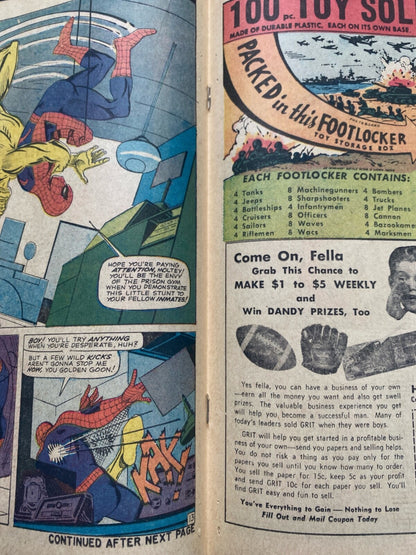 HOPE YOU'RE PAYING
ATTENTION, MOLTEY!
YOU'LL BE THE ENVY
OF THE PRISON GYM
WHEN YOU DEMONSTRATE
THIS LITTLE STUNT TO
YOUR FELLOW INMATES!
BOY! YOU'LL TRY ANYTHING
WHEN YOU'RE DESPERATE, HUH?
BUT A FEW WILD KICKS
AREN'T GONNA STOP ME
NOW, YOU GOLDEN GOON!
15
CONTINUED AFTER NEXT PAGE
100 pc. TOY SOL
MADE OF DURABLE PLASTIC, EACH ON ITS OWN BASE.
PACKED in this FOOTLOCKER
TOY STORAGE BOX
EACH FOOTLOCKER CONTAINS:
4 Tanks 8 Machinegunners 4 Bombers
4 Jeeps 8 Sharpshooters 4 Trucks
4 Battleships 4 Infantrymen 8 Jet Planes
4 Cruisers 8 Officers 4 Cannon
4 Sailors 8 Waves 4 Bazookamen
4 Riflemen 8 Wacs 4 Marksmen
Come On, Fella
Grab This Chance to
MAKE $1 to $5 WEEKLY
and
Win DANDY PRIZES, Too
Yes fella, you can have a business of your own
—earn all the money you want and also get swell
prizes. The valuable business experience you get
will help you become a successful man. Many of
today's leaders sold GRIT when they were boys.
GRIT will help you get started in a profitable busi-
ness of your own—send you papers and selling helps.
You do not risk a thing as you pay only for the
papers you sell until you know how many to order.
You sell the paper for 15c, keep 5c as your profit
and send GRIT 10c for each paper you sell. You'll
find GRIT easy and fun to sell.
You're Everything to Gain — Nothing to Lose
Fill Out and Mail Coupon Today